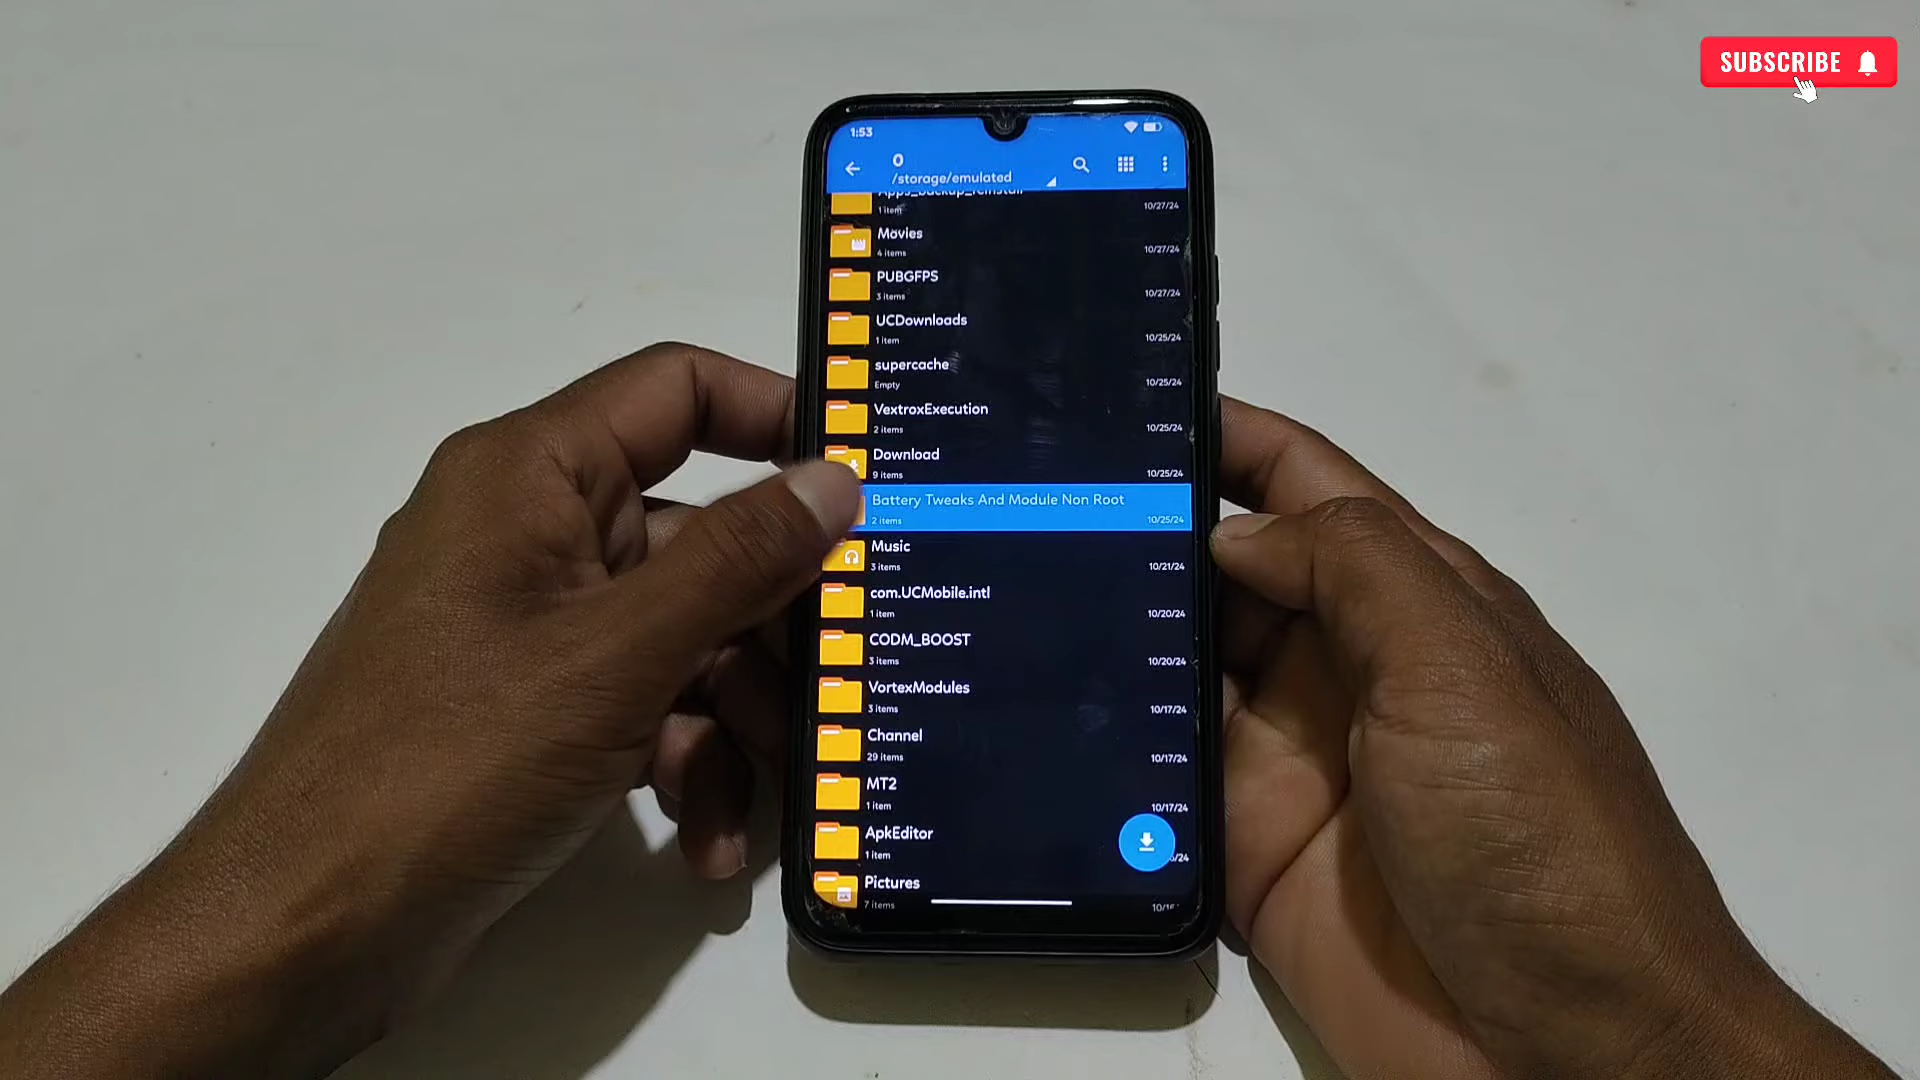 SUBSCRIBE
1:53
0
/storage/emulated
Apps_backup_reinstall
1 item
10/27/24
Movies
4 items
10/27/24
PUBGFPS
3 items
10/27/24
UCDownloads
1 item
10/25/24
supercache
Empty
10/25/24
VextroxExecution
2 items
10/25/24
Download
9 items
10/25/24
Battery Tweaks And Module Non Root
2 items
10/25/24
Music
3 items
10/21/24
com.UCMobile.intl
1 item
10/20/24
CODM_BOOST
3 items
10/20/24
VortexModules
3 items
10/17/24
Channel
29 items
10/17/24
MT2
1 item
10/17/24
ApkEditor
1 item
Pictures
7 items